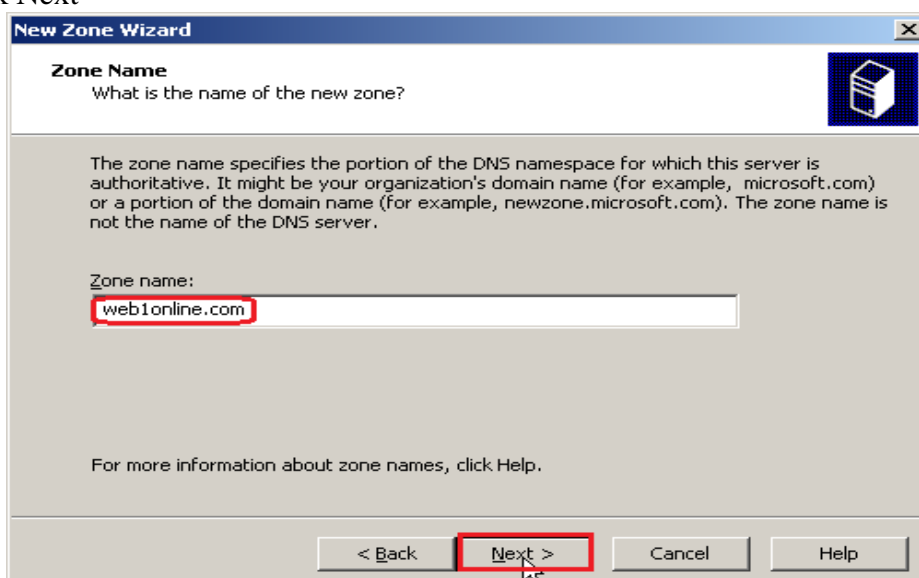 Next
New Zone Wizard
Zone Name
What is the name of the new zone?
The zone name specifies the portion of the DNS namespace for which this server is
authoritative. It might be your organization's domain name (for example, microsoft.com)
or a portion of the domain name (for example, newzone.microsoft.com). The zone name is
not the name of the DNS server.
Zone name:
web1online.com
For more information about zone names, click Help.
< Back Next > Cancel Help